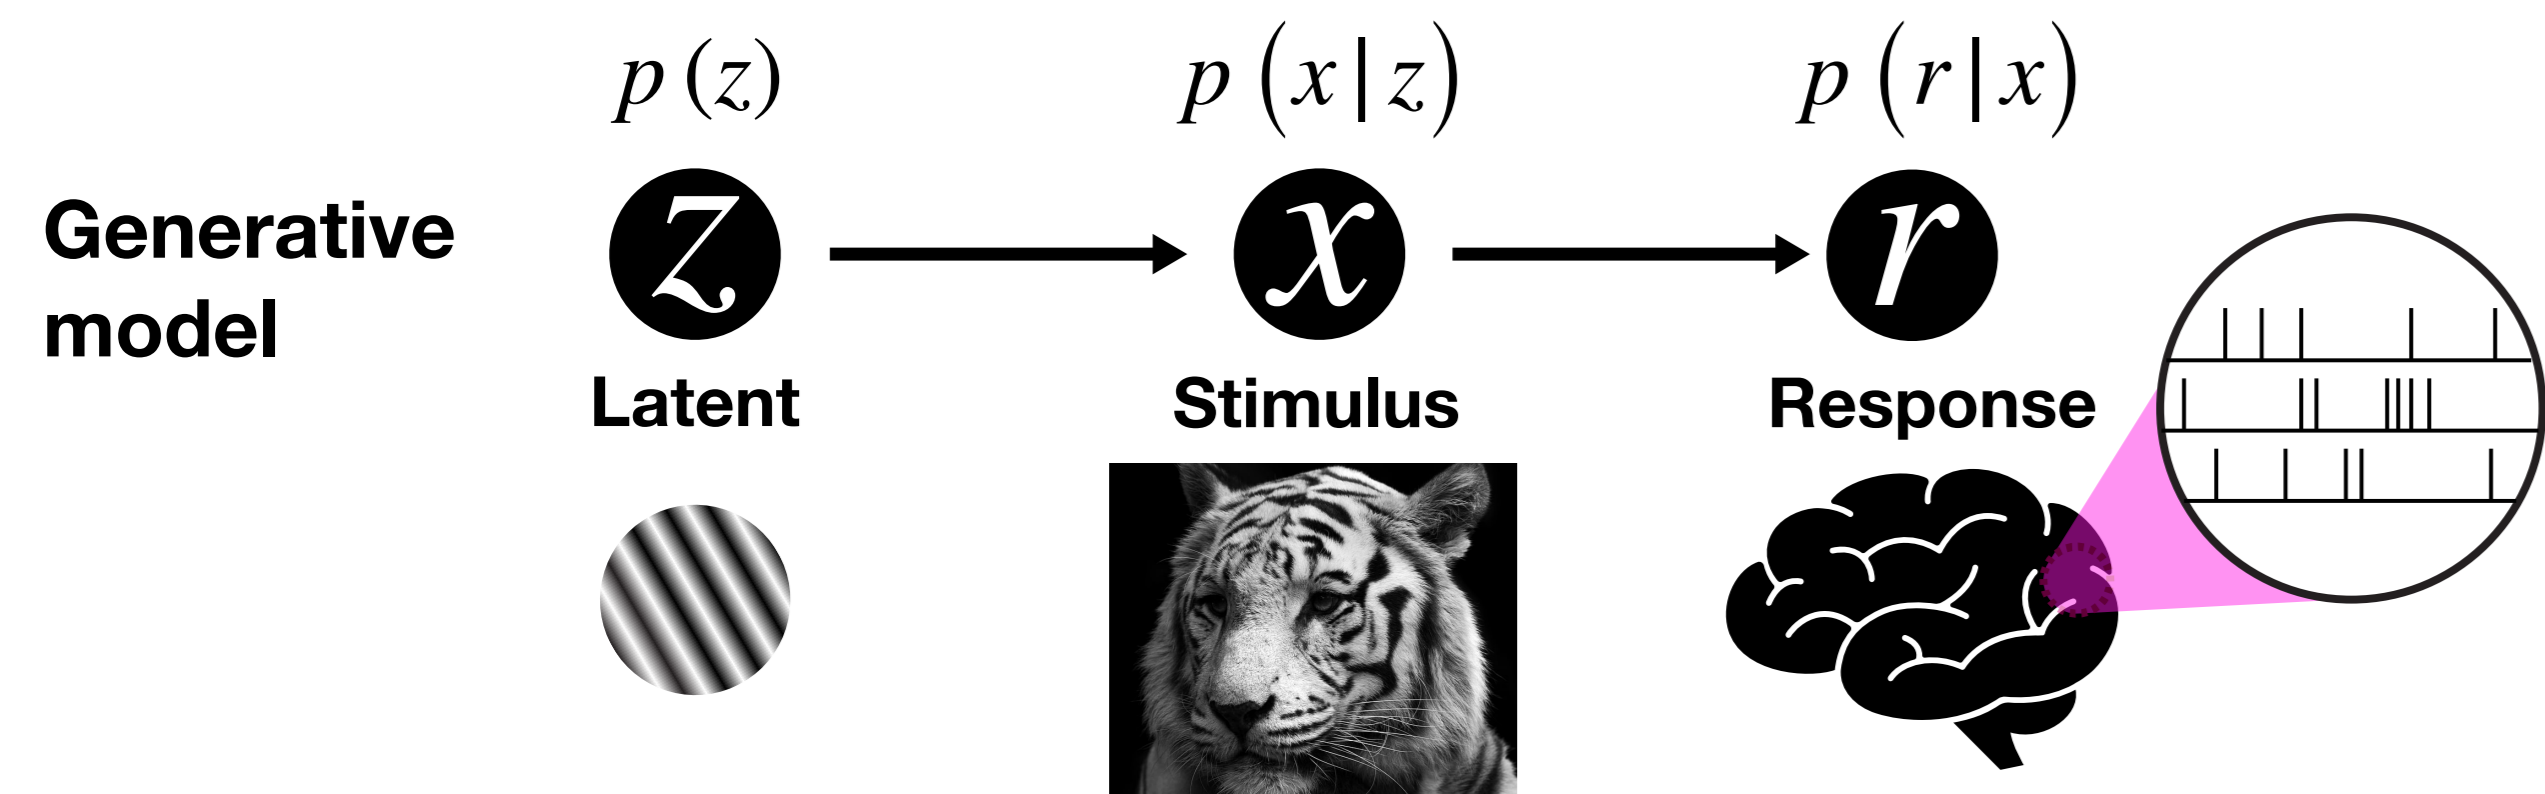 p (z)
p (x | z)
p (r | x)
Generative
model
z
x
r
Latent
Stimulus
Response